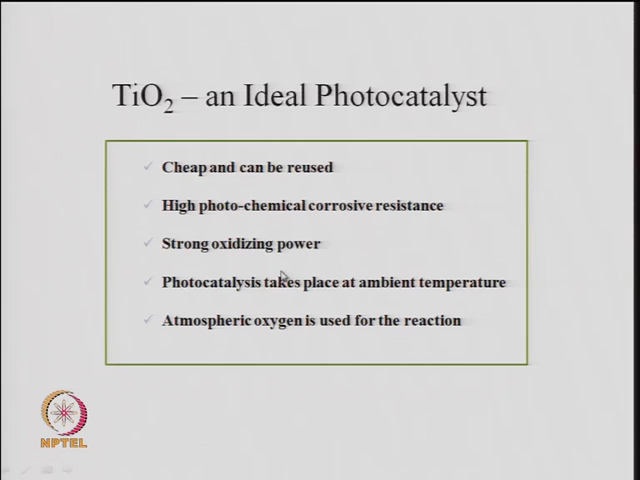 TiO₂ – an Ideal Photocatalyst
Cheap and can be reused
High photo-chemical corrosive resistance
Strong oxidizing power
Photocatalysis takes place at ambient temperature
Atmospheric oxygen is used for the reaction
NPTEL